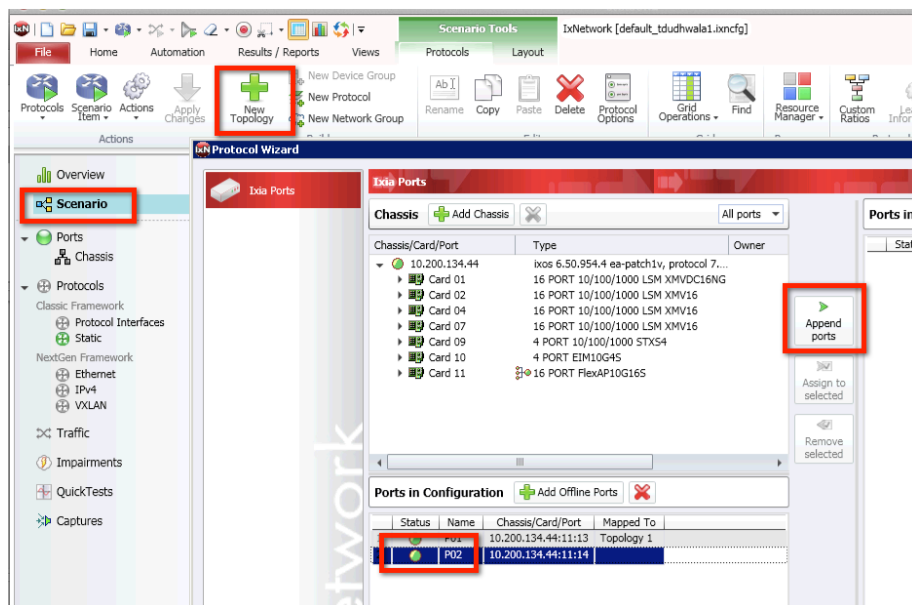 Scenario Tools
IxNetwork [default_tdudhwala1.ixncfg]
File Home Automation Results / Reports Views Protocols Layout
New Device Group
New Protocol
New Network Group
Protocols
Scenario Item
Actions
Apply Changes
New Topology
AbI
Rename
Copy
Paste
Delete
Protocol Options
Grid Operations
Find
Resource Manager
Custom Ratios
Actions
IxN Protocol Wizard
Overview
Scenario
Ports
Chassis
Protocols
Classic Framework
Protocol Interfaces
Static
NextGen Framework
Ethernet
IPv4
VXLAN
Traffic
Impairments
QuickTests
Captures
Ixia Ports
Ixia Ports
Chassis Add Chassis All ports
Chassis/Card/Port Type Owner
10.200.134.44 ixos 6.50.954.4 ea-patch1v, protocol 7....
Card 01 16 PORT 10/100/1000 LSM XMVDC16NG
Card 02 16 PORT 10/100/1000 LSM XMV16
Card 04 16 PORT 10/100/1000 LSM XMV16
Card 07 16 PORT 10/100/1000 LSM XMV16
Card 09 4 PORT 10/100/1000 STXS4
Card 10 4 PORT EIM10G4S
Card 11 16 PORT FlexAP10G16S
Append ports
Assign to selected
Remove selected
Ports in
Stat
Ports in Configuration Add Offline Ports
Status Name Chassis/Card/Port Mapped To
P01 10.200.134.44:11:13 Topology 1
P02 10.200.134.44:11:14
etwork